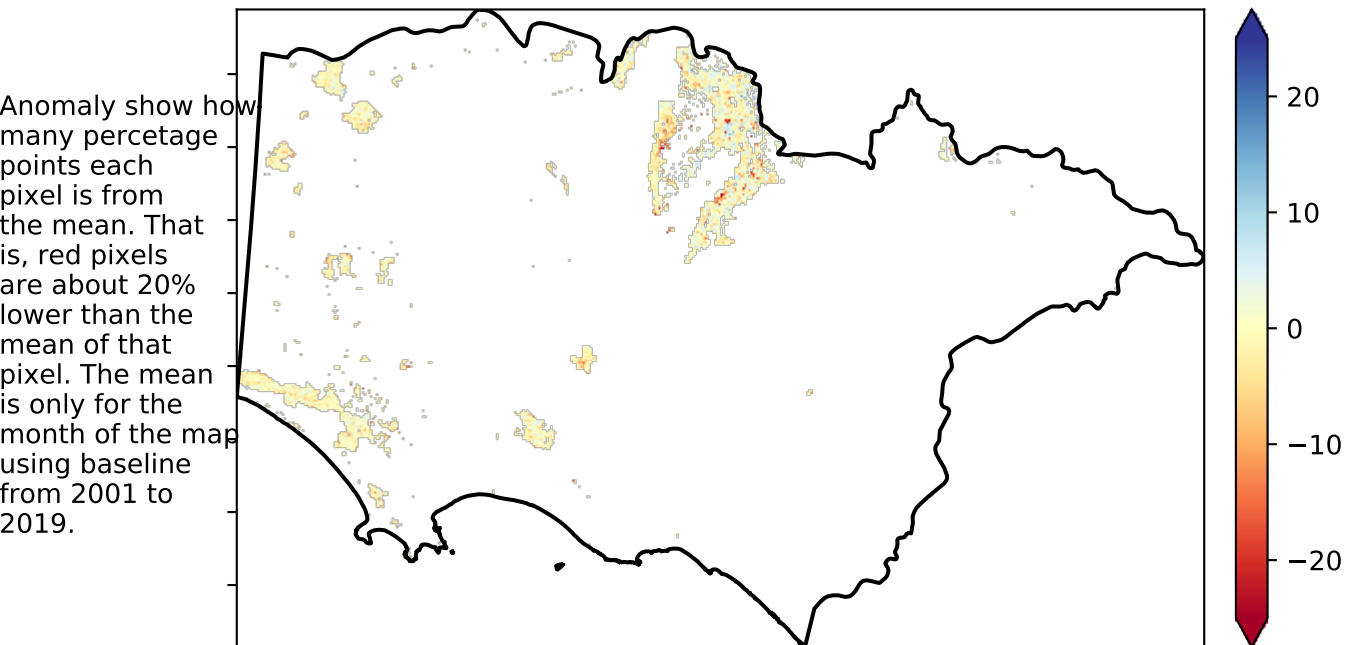 Anomaly show how
many percetage
points each
pixel is from
the mean. That
is, red pixels
are about 20%
lower than the
mean of that
pixel. The mean
is only for the
month of the map
using baseline
from 2001 to
2019.
20
10
0
−10
−20